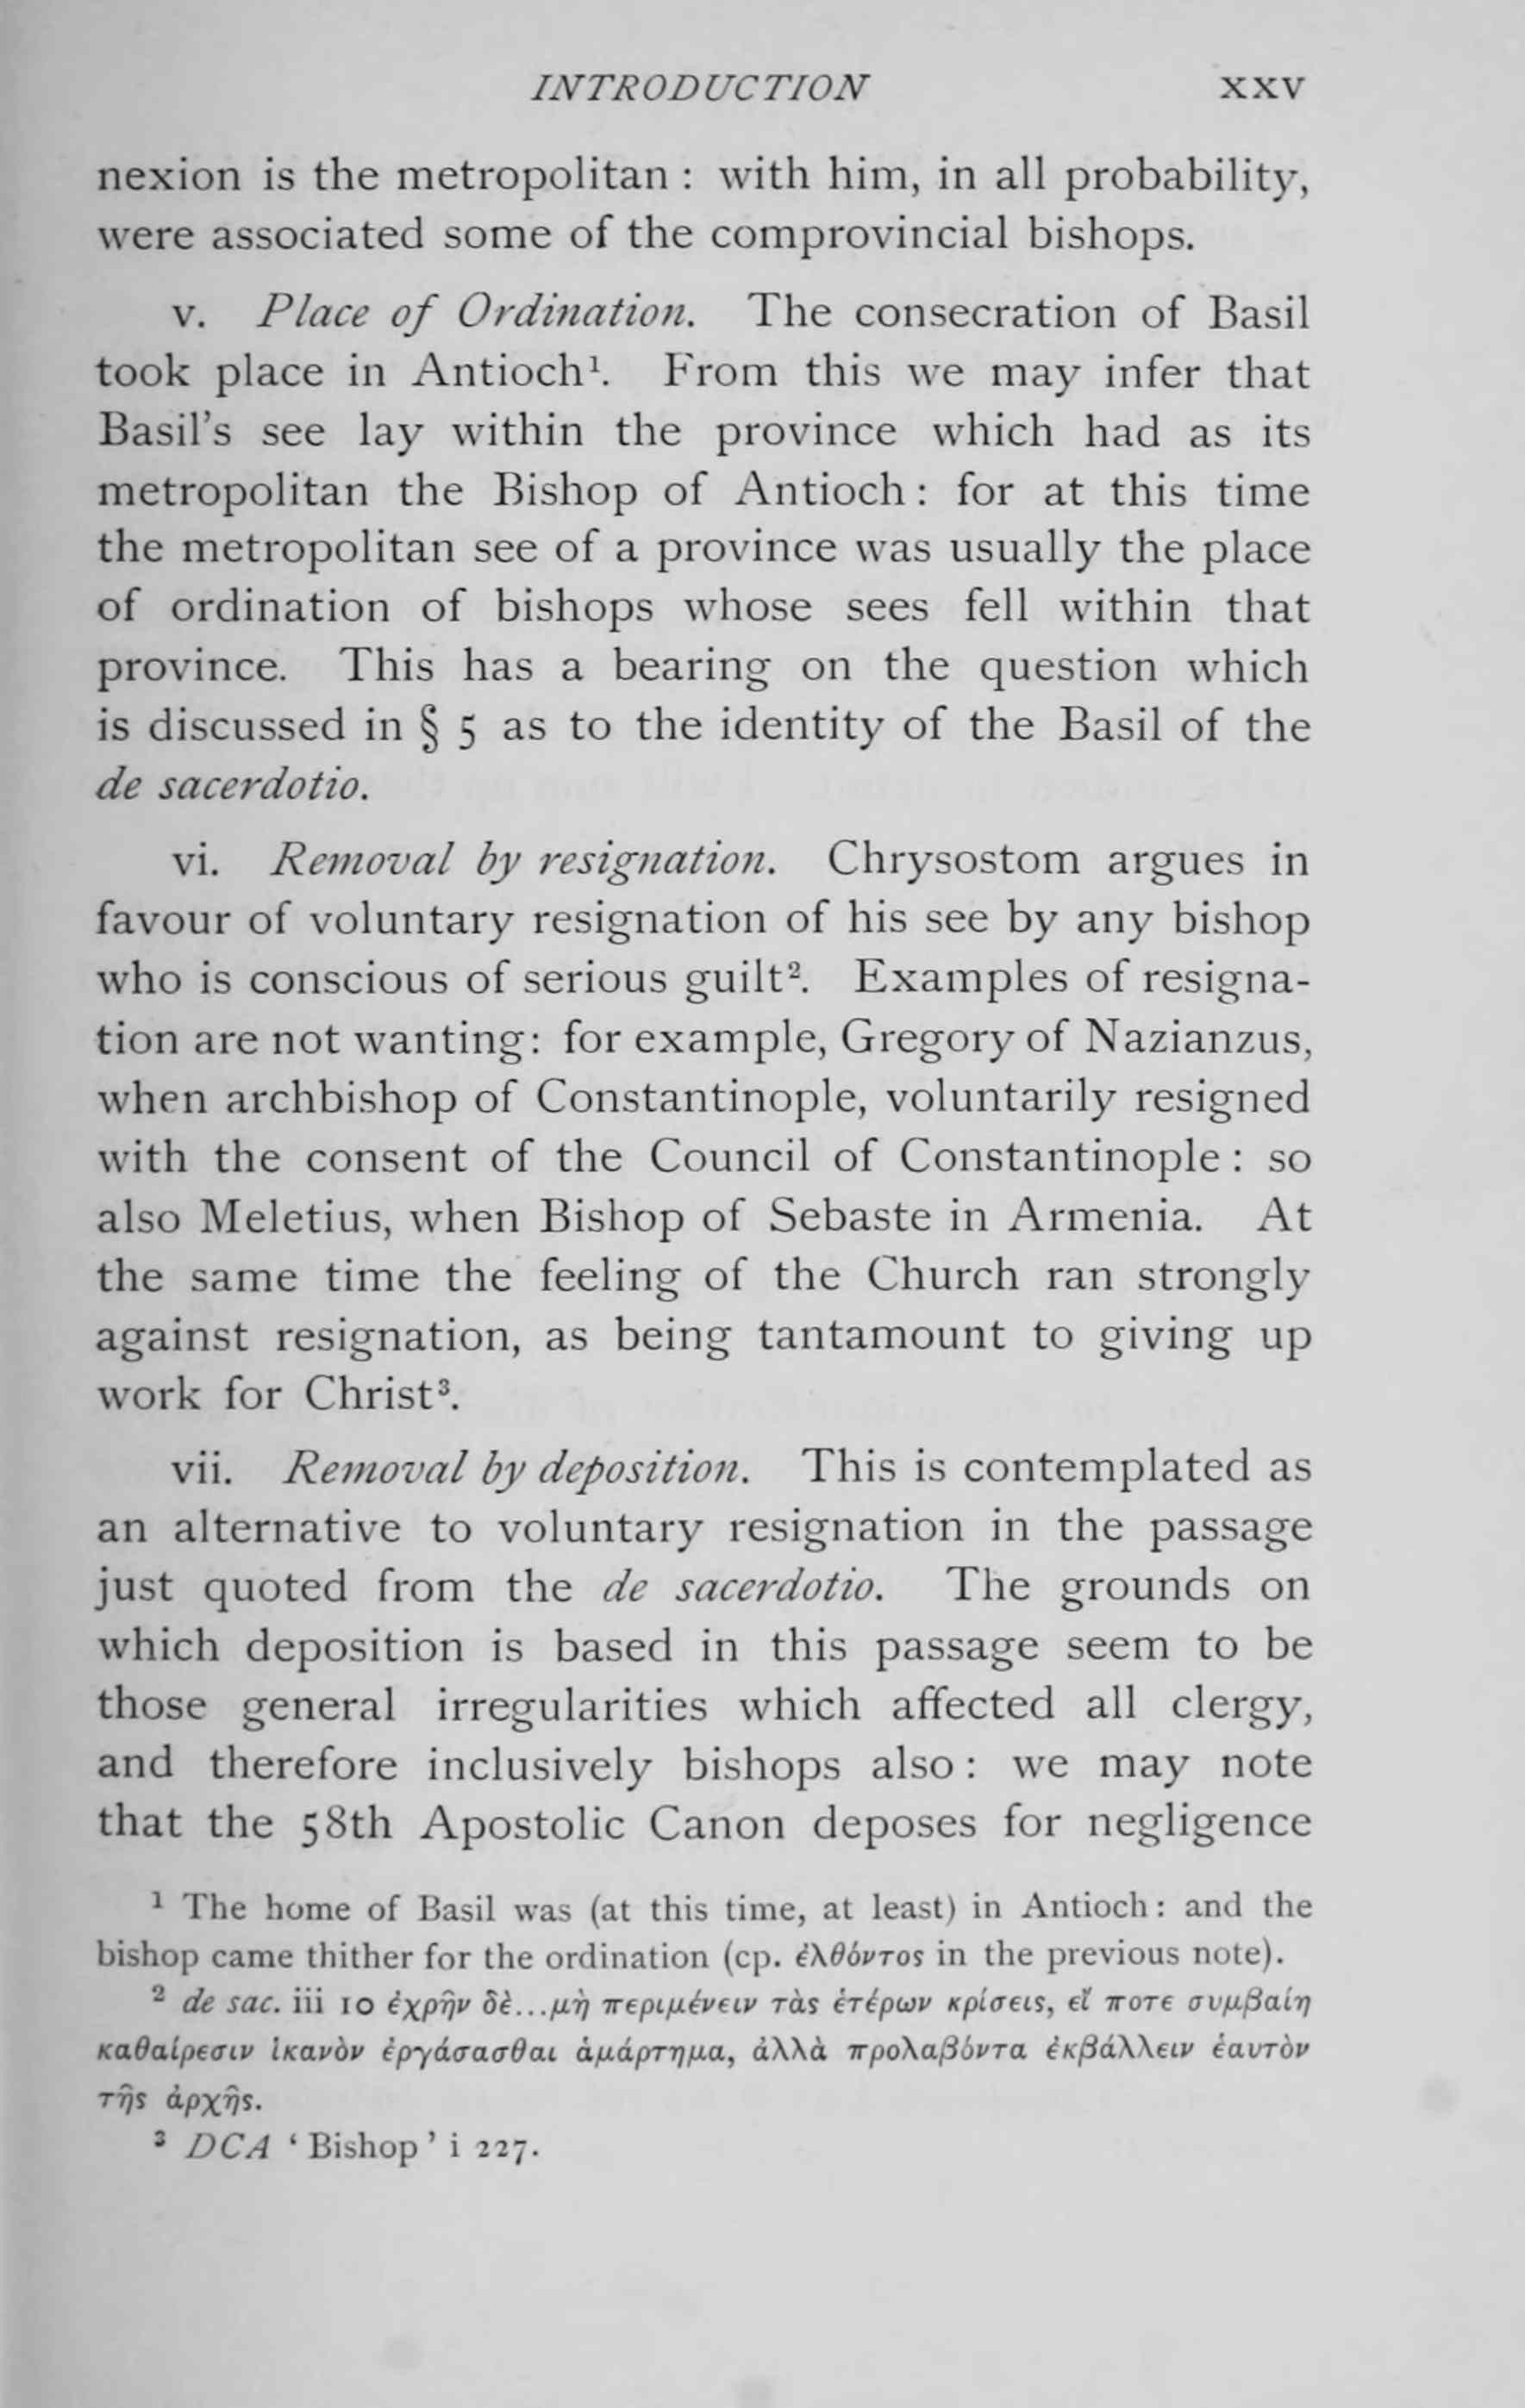 INTRODUCTION xxv
nexion is the metropolitan : with him, in all probability,
were associated some of the comprovincial bishops.
v. Place of Ordination. The consecration of Basil
took place in Antioch¹. From this we may infer that
Basil's see lay within the province which had as its
metropolitan the Bishop of Antioch : for at this time
the metropolitan see of a province was usually the place
of ordination of bishops whose sees fell within that
province. This has a bearing on the question which
is discussed in § 5 as to the identity of the Basil of the
de sacerdotio.
vi. Removal by resignation. Chrysostom argues in
favour of voluntary resignation of his see by any bishop
who is conscious of serious guilt². Examples of resigna-
tion are not wanting: for example, Gregory of Nazianzus,
when archbishop of Constantinople, voluntarily resigned
with the consent of the Council of Constantinople : so
also Meletius, when Bishop of Sebaste in Armenia. At
the same time the feeling of the Church ran strongly
against resignation, as being tantamount to giving up
work for Christ³.
vii. Removal by deposition. This is contemplated as
an alternative to voluntary resignation in the passage
just quoted from the de sacerdotio. The grounds on
which deposition is based in this passage seem to be
those general irregularities which affected all clergy,
and therefore inclusively bishops also : we may note
that the 58th Apostolic Canon deposes for negligence
¹ The home of Basil was (at this time, at least) in Antioch : and the
bishop came thither for the ordination (cp. ἐλθόντος in the previous note).
² de sac. iii 10 ἐχρῆν δὲ...μὴ περιμένειν τὰς ἑτέρων κρίσεις, εἴ ποτε συμβαίη
καθαίρεσιν ἱκανὸν ἐργάσασθαι ἁμάρτημα, ἀλλὰ προλαβόντα ἐκβάλλειν ἑαυτὸν
τῆς ἀρχῆς.
³ DCA ‘ Bishop ’ i 227.